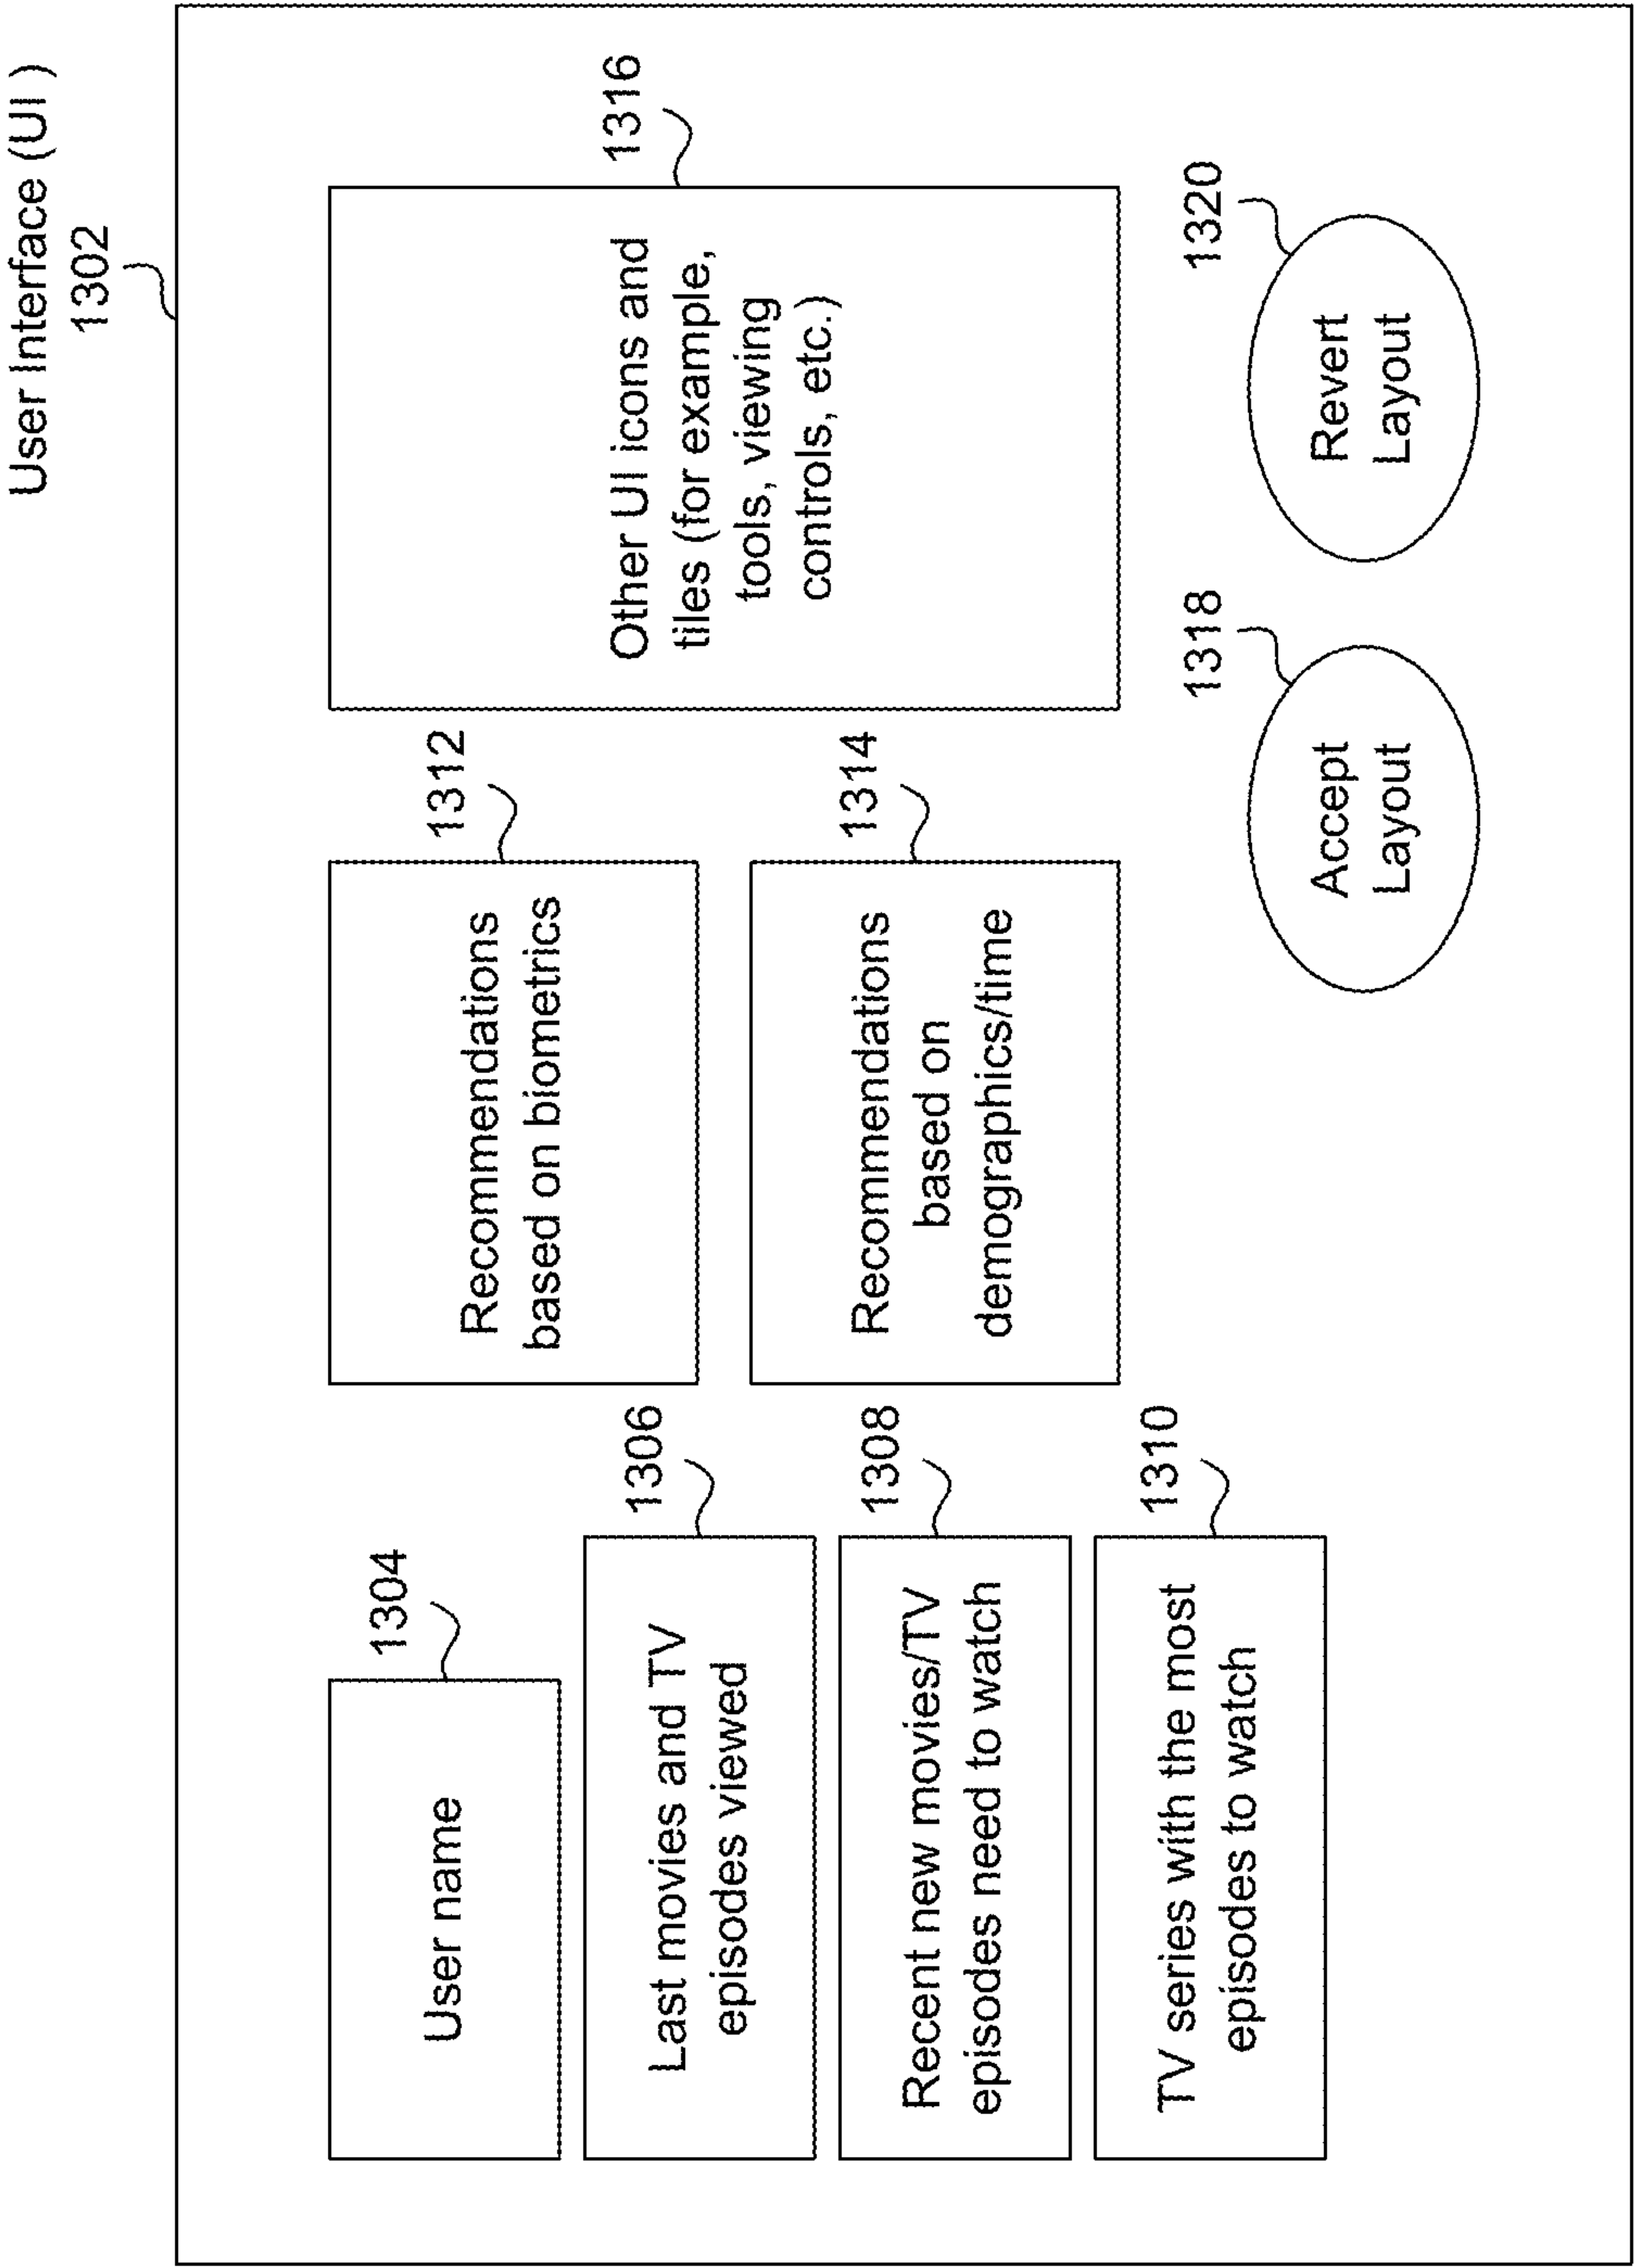 User Interface (UI )
1302
User name
1304
Last movies and TV
episodes viewed
1306
Recent new movies/TV
episodes need to watch
1308
TV series with the most
episodes to watch
1310
Recommendations
based on biometrics
1312
Recommendations
based on
demographics/time
1314
Other UI icons and
tiles (for example,
tools, viewing
controls, etc.)
1316
Accept
Layout
1318
Revert
Layout
1320